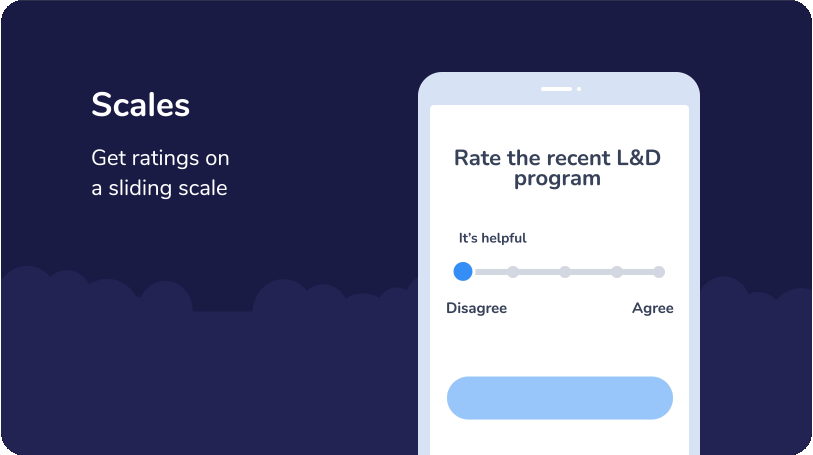 Scales
Get ratings on
a sliding scale
Rate the recent L&D
program
It's helpful
Disagree Agree